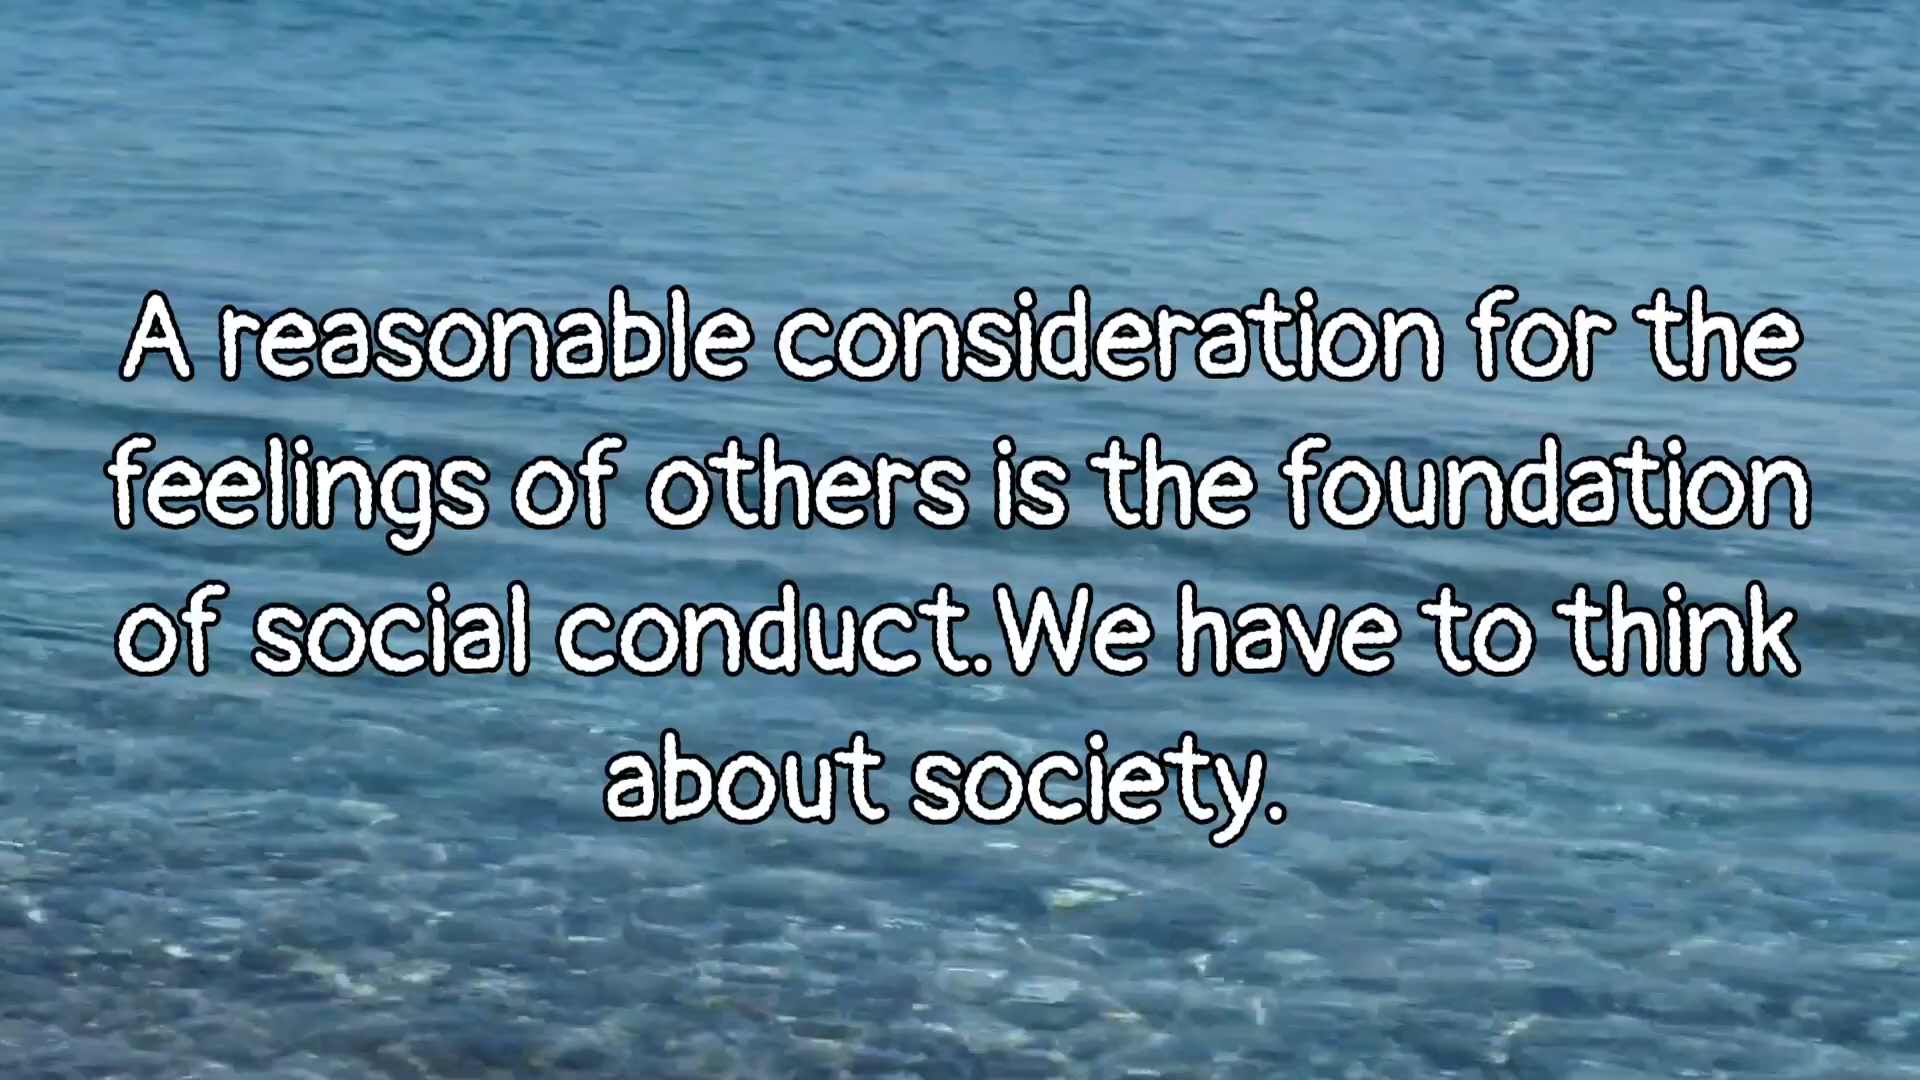 A reasonable consideration for the
feelings of others is the foundation
of social conduct.We have to think
about society.